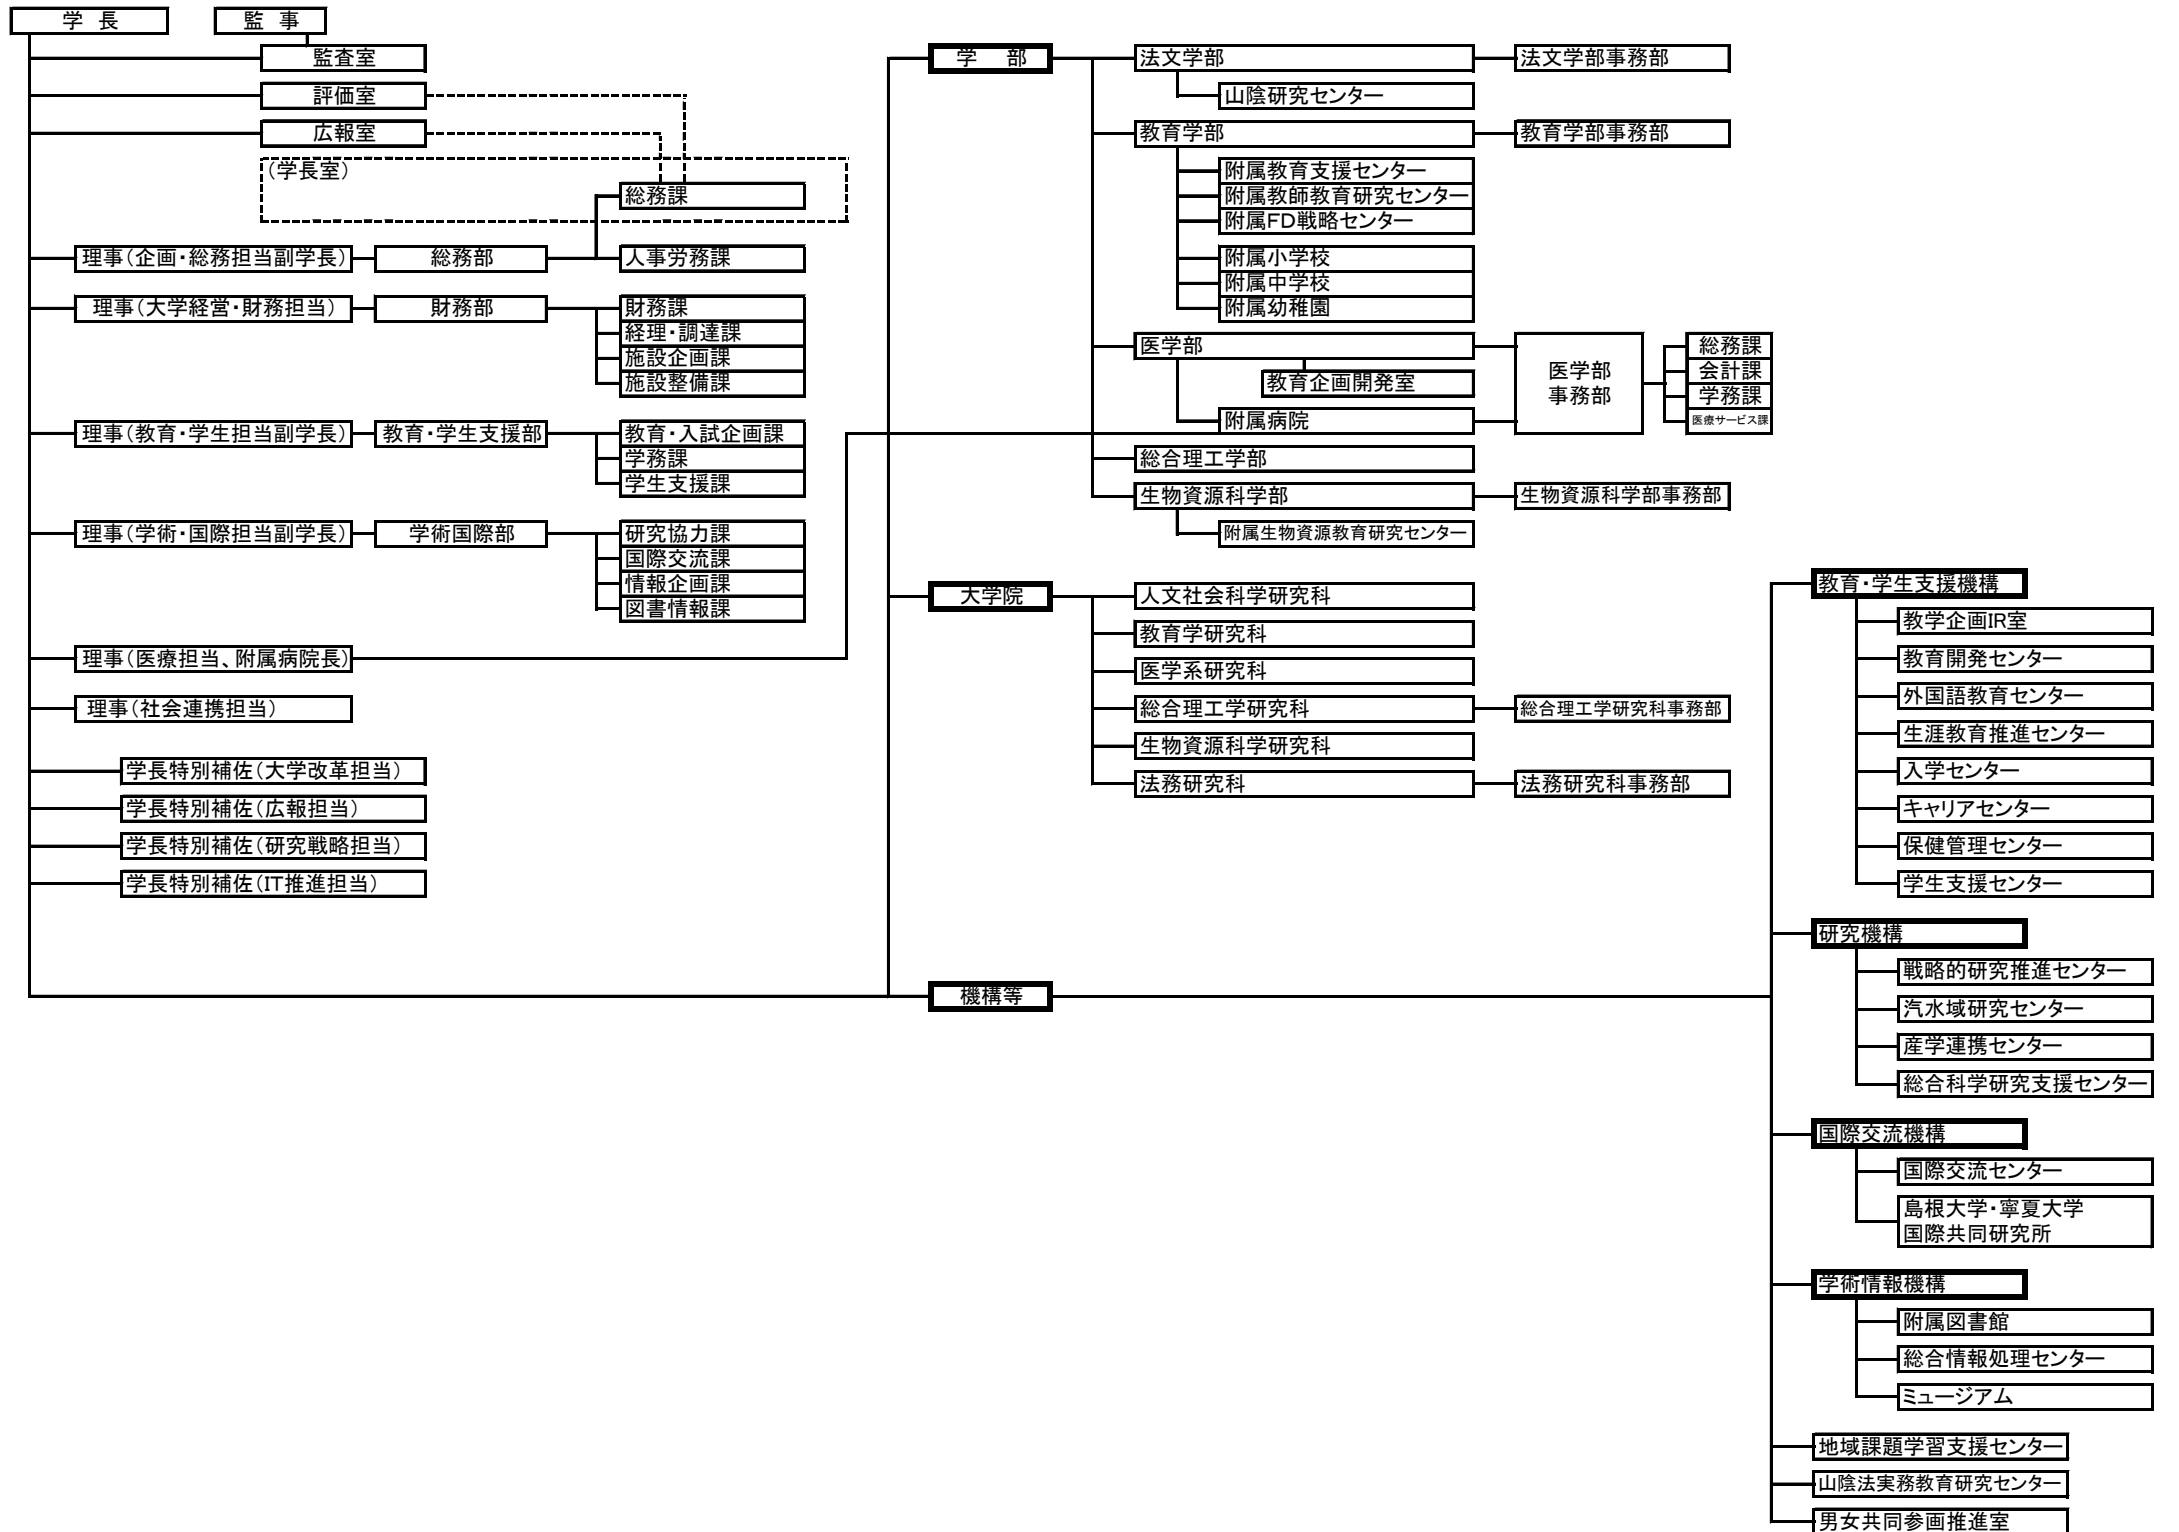 学 長
監 事
監査室
評価室
広報室
(学長室)
総務課
理事(企画・総務担当副学長)
総務部
人事労務課
理事(大学経営・財務担当)
財務部
財務課
経理・調達課
施設企画課
施設整備課
理事(教育・学生担当副学長)
教育・学生支援部
教育・入試企画課
学務課
学生支援課
理事(学術・国際担当副学長)
学術国際部
研究協力課
国際交流課
情報企画課
図書情報課
理事(医療担当、附属病院長)
理事(社会連携担当)
学長特別補佐(大学改革担当)
学長特別補佐(広報担当)
学長特別補佐(研究戦略担当)
学長特別補佐(IT推進担当)
学 部
法文学部
法文学部事務部
山陰研究センター
教育学部
教育学部事務部
附属教育支援センター
附属教師教育研究センター
附属FD戦略センター
附属小学校
附属中学校
附属幼稚園
医学部
教育企画開発室
附属病院
医学部
事務部
総務課
会計課
学務課
医療サービス課
総合理工学部
生物資源科学部
生物資源科学部事務部
附属生物資源教育研究センター
大学院
人文社会科学研究科
教育学研究科
医学系研究科
総合理工学研究科
総合理工学研究科事務部
生物資源科学研究科
法務研究科
法務研究科事務部
機構等
教育・学生支援機構
教学企画IR室
教育開発センター
外国語教育センター
生涯教育推進センター
入学センター
キャリアセンター
保健管理センター
学生支援センター
研究機構
戦略的研究推進センター
汽水域研究センター
産学連携センター
総合科学研究支援センター
国際交流機構
国際交流センター
島根大学・寧夏大学
国際共同研究所
学術情報機構
附属図書館
総合情報処理センター
ミュージアム
地域課題学習支援センター
山陰法実務教育研究センター
男女共同参画推進室